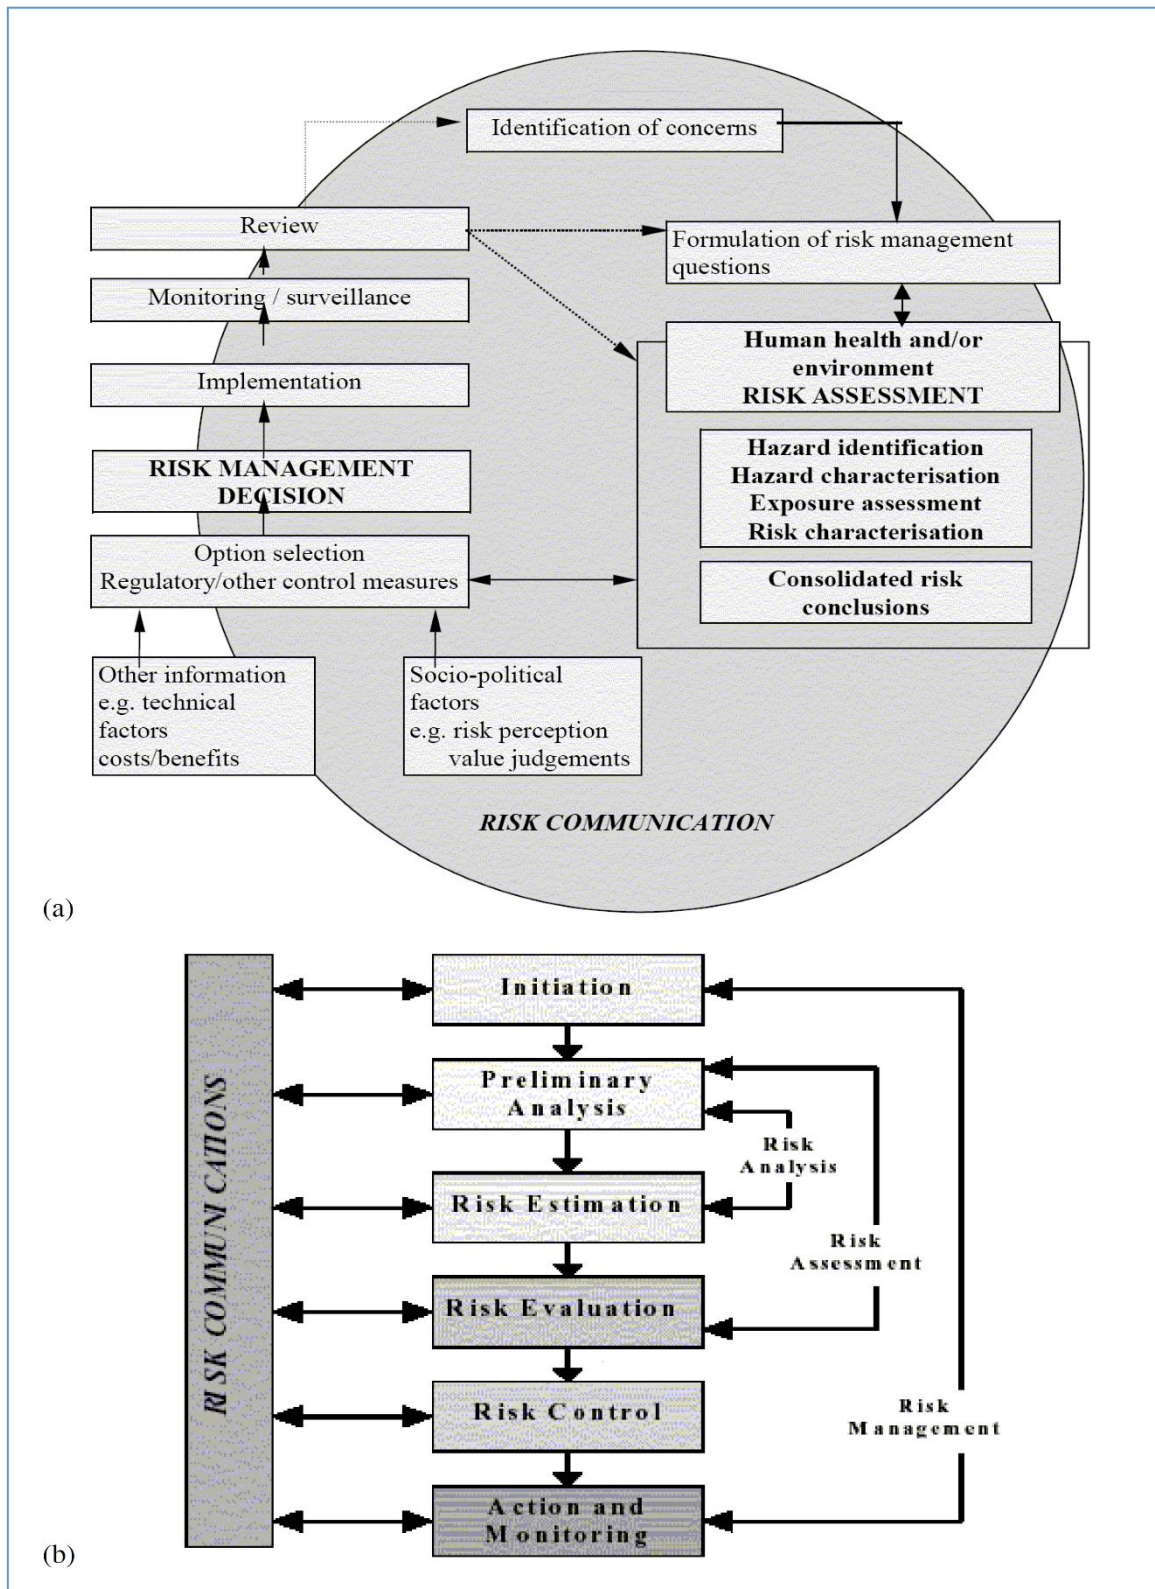 Identification of concerns
Review
Formulation of risk management
questions
Monitoring / surveillance
Human health and/or
environment
RISK ASSESSMENT
Implementation
Hazard identification
Hazard characterisation
Exposure assessment
Risk characterisation
RISK MANAGEMENT
DECISION
Option selection
Regulatory/other control measures
Consolidated risk
conclusions
Other information
e.g. technical
factors
costs/benefits
Socio-political
factors
e.g. risk perception
value judgements
RISK COMMUNICATION
(a)
RISK COMMUNICATIONS
Initiation
Preliminary
Analysis
Risk
Analysis
Risk Estimation
Risk
Assessment
Risk Evaluation
Risk Control
Risk
Management
Action and
Monitoring
(b)